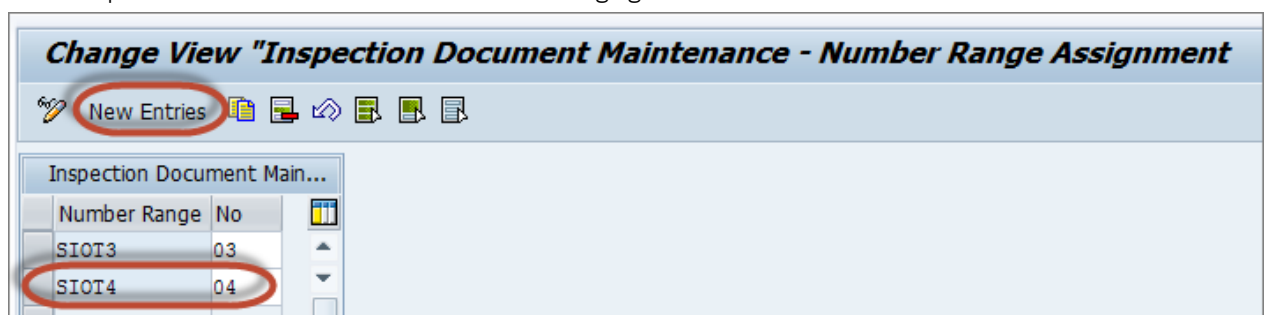 Change View "Inspection Document Maintenance - Number Range Assignment
New Entries
Inspection Document Main...
Number Range No
SIOT3 03
SIOT4 04